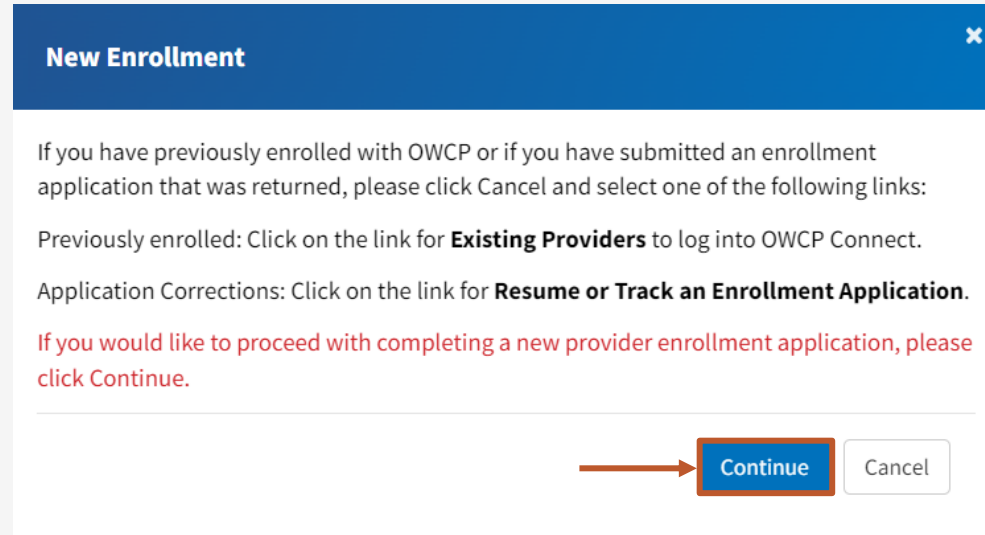 New Enrollment
If you have previously enrolled with OWCP or if you have submitted an enrollment
application that was returned, please click Cancel and select one of the following links:
Previously enrolled: Click on the link for Existing Providers to log into OWCP Connect.
Application Corrections: Click on the link for Resume or Track an Enrollment Application.
If you would like to proceed with completing a new provider enrollment application, please
click Continue.
Continue
Cancel